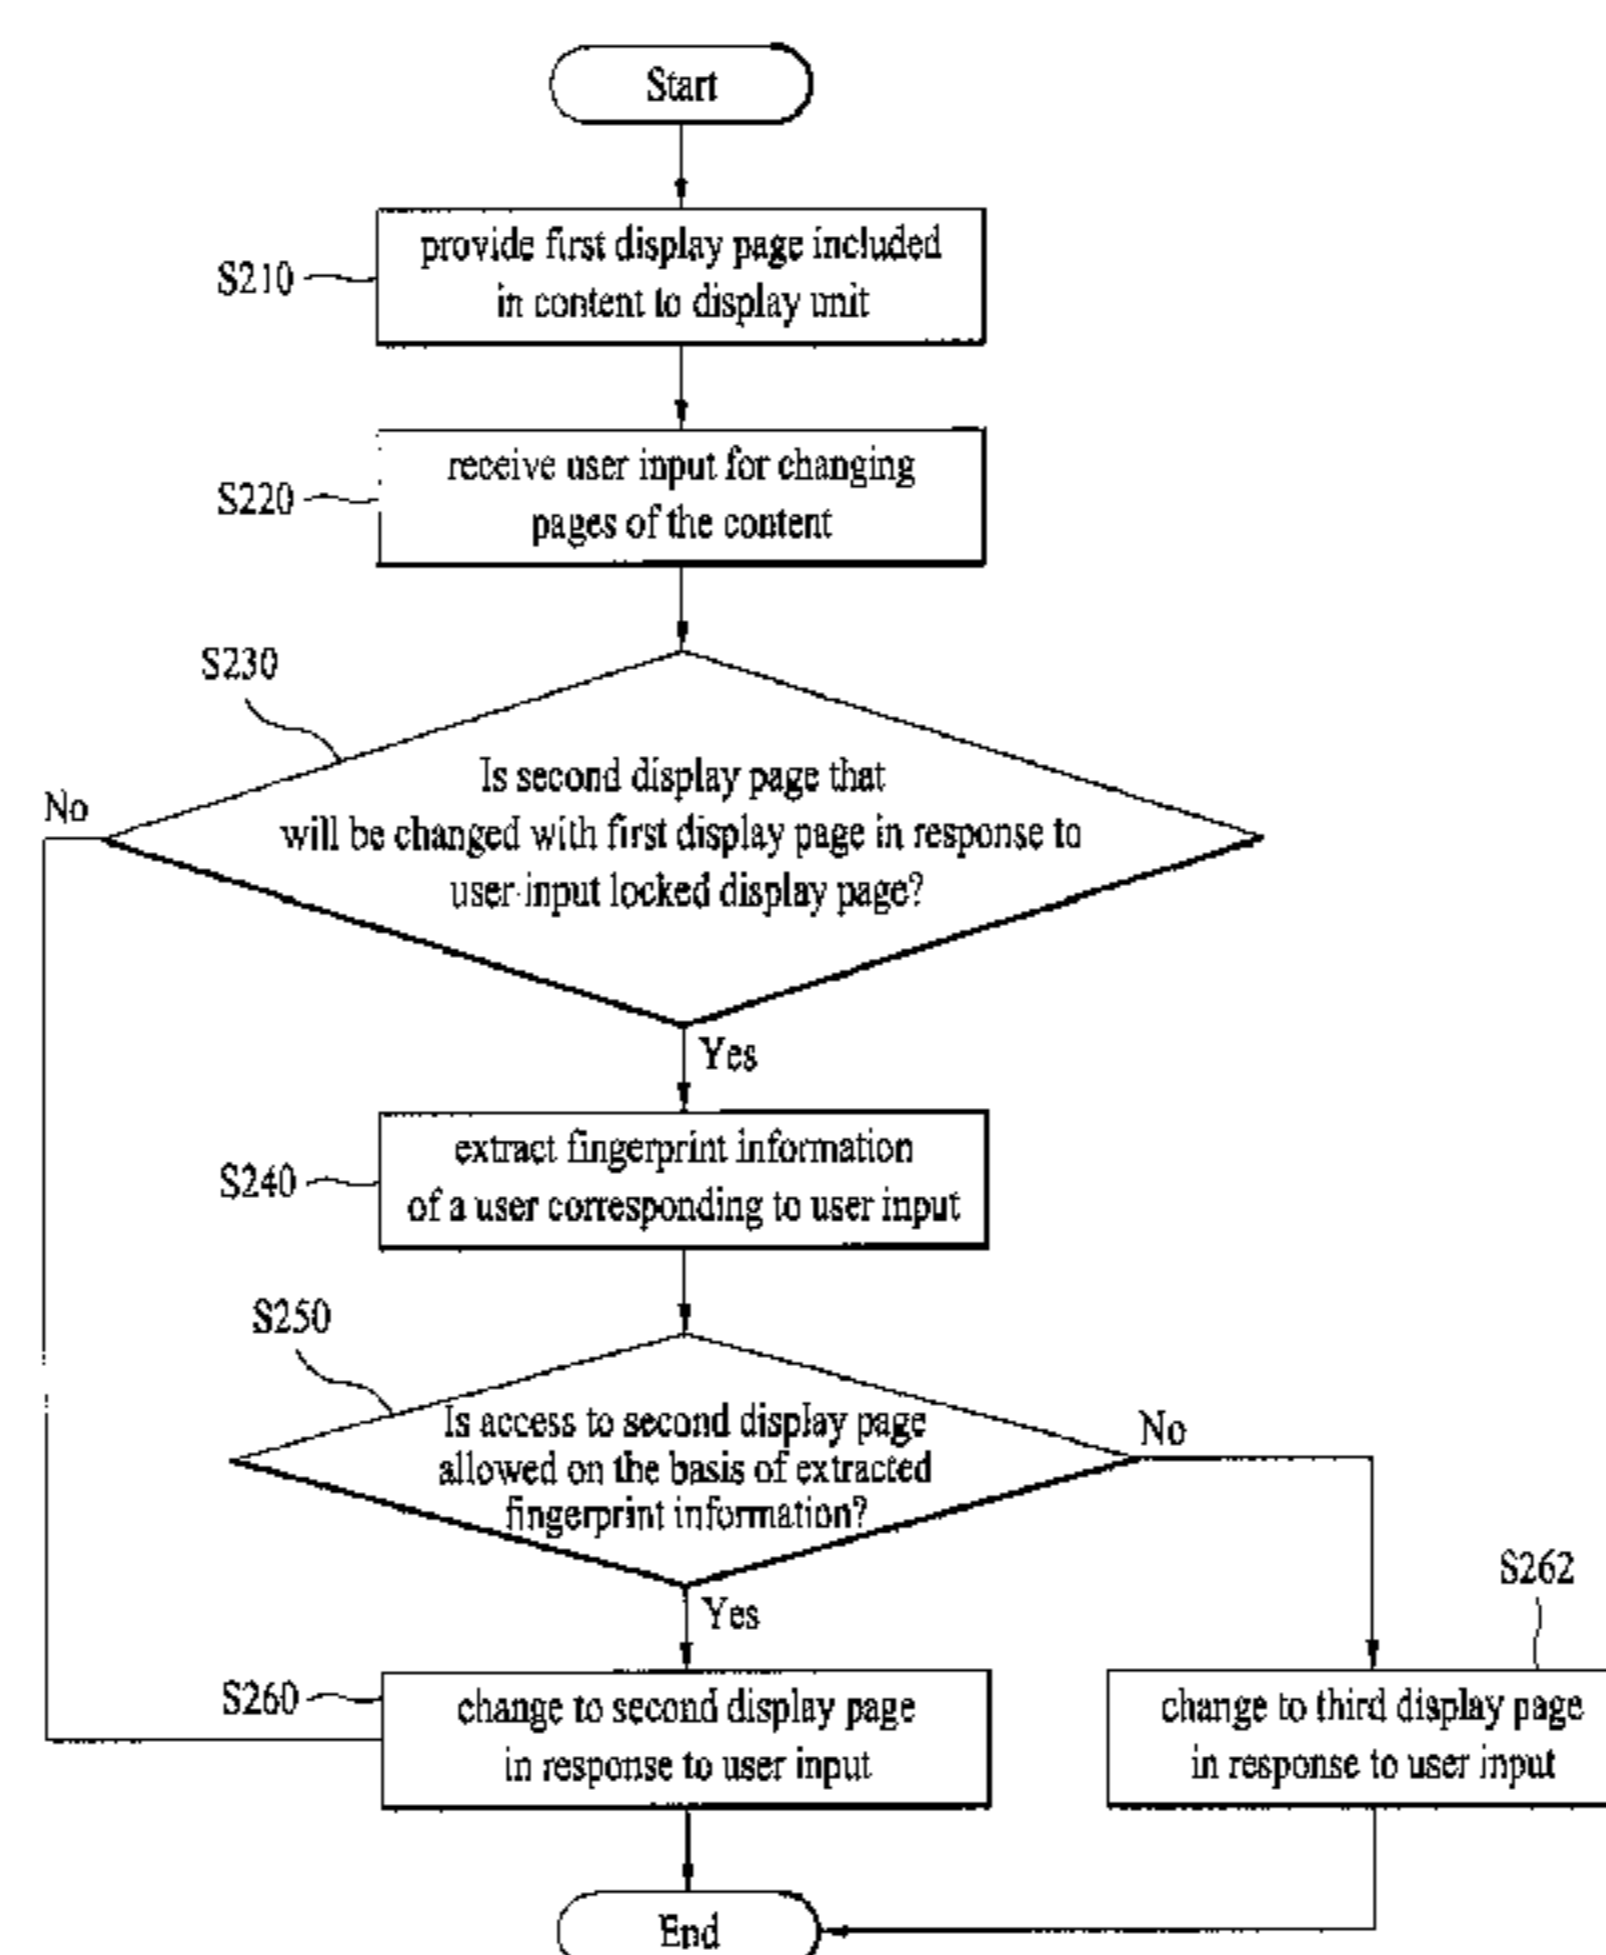 Start
S210
provide first display page included
in content to display unit
S220
receive user input for changing
pages of the content
S230
No
Is second display page that
will be changed with first display page in response to
user input locked display page?
Yes
S240
extract fingerprint information
of a user corresponding to user input
S250
Is access to second display page
allowed on the basis of extracted
fingerprint information?
No
Yes
S262
S260
change to second display page
in response to user input
change to third display page
in response to user input
End